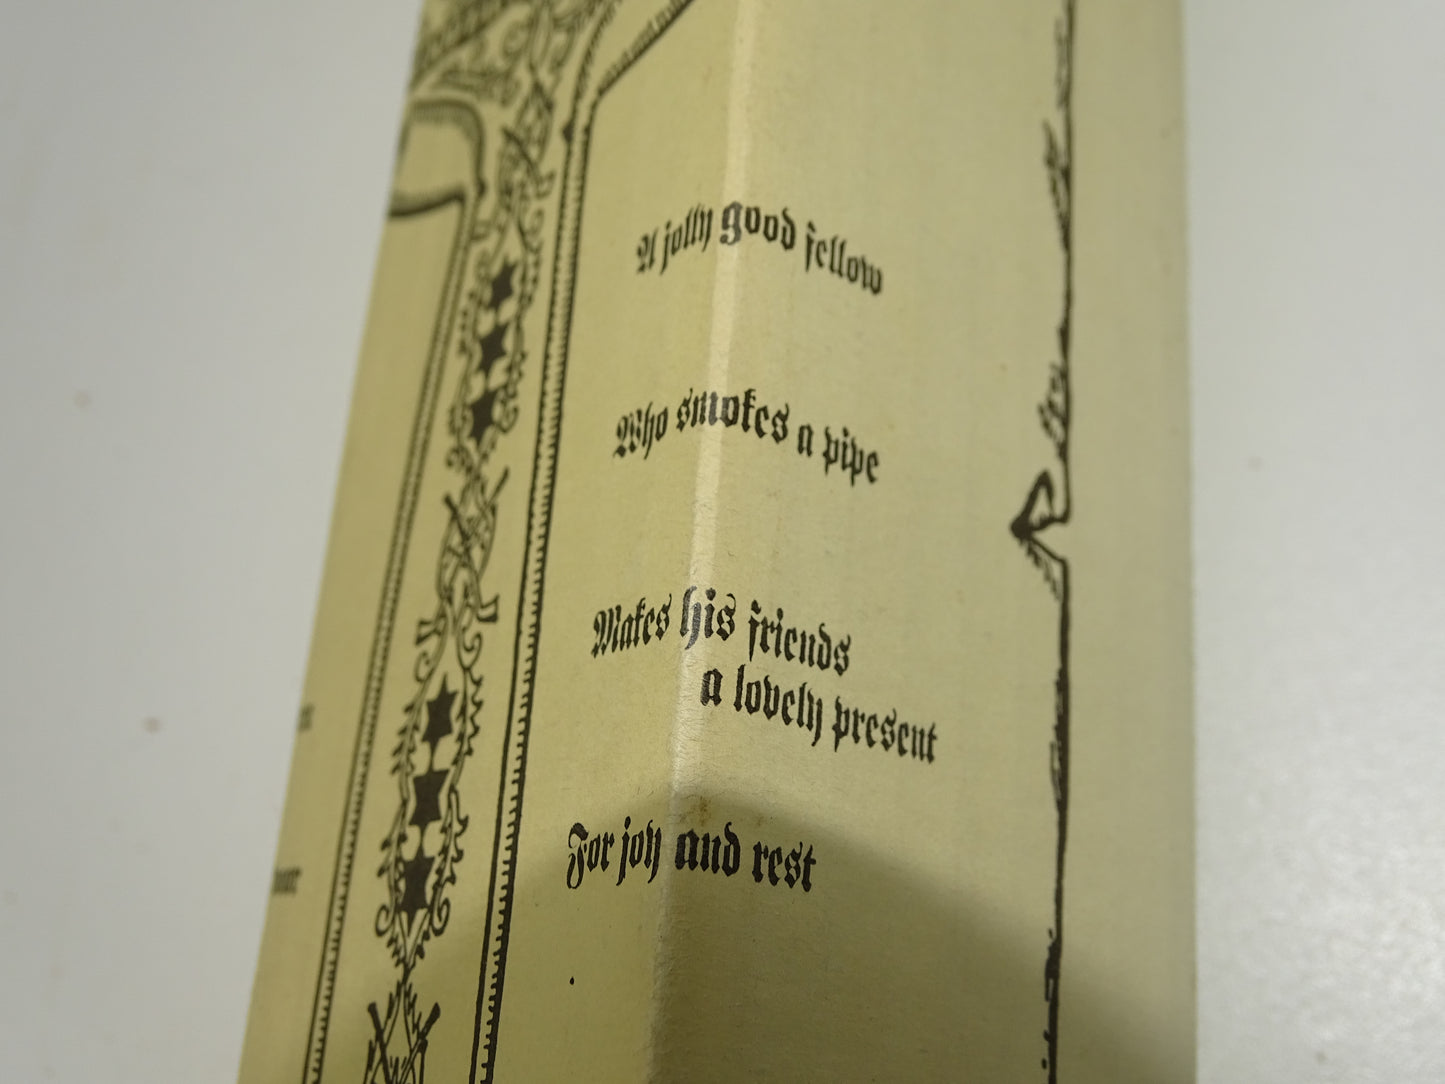 A jolly good fellow
Who smokes a pipe
Makes his friends
a lovely present
For joy and rest